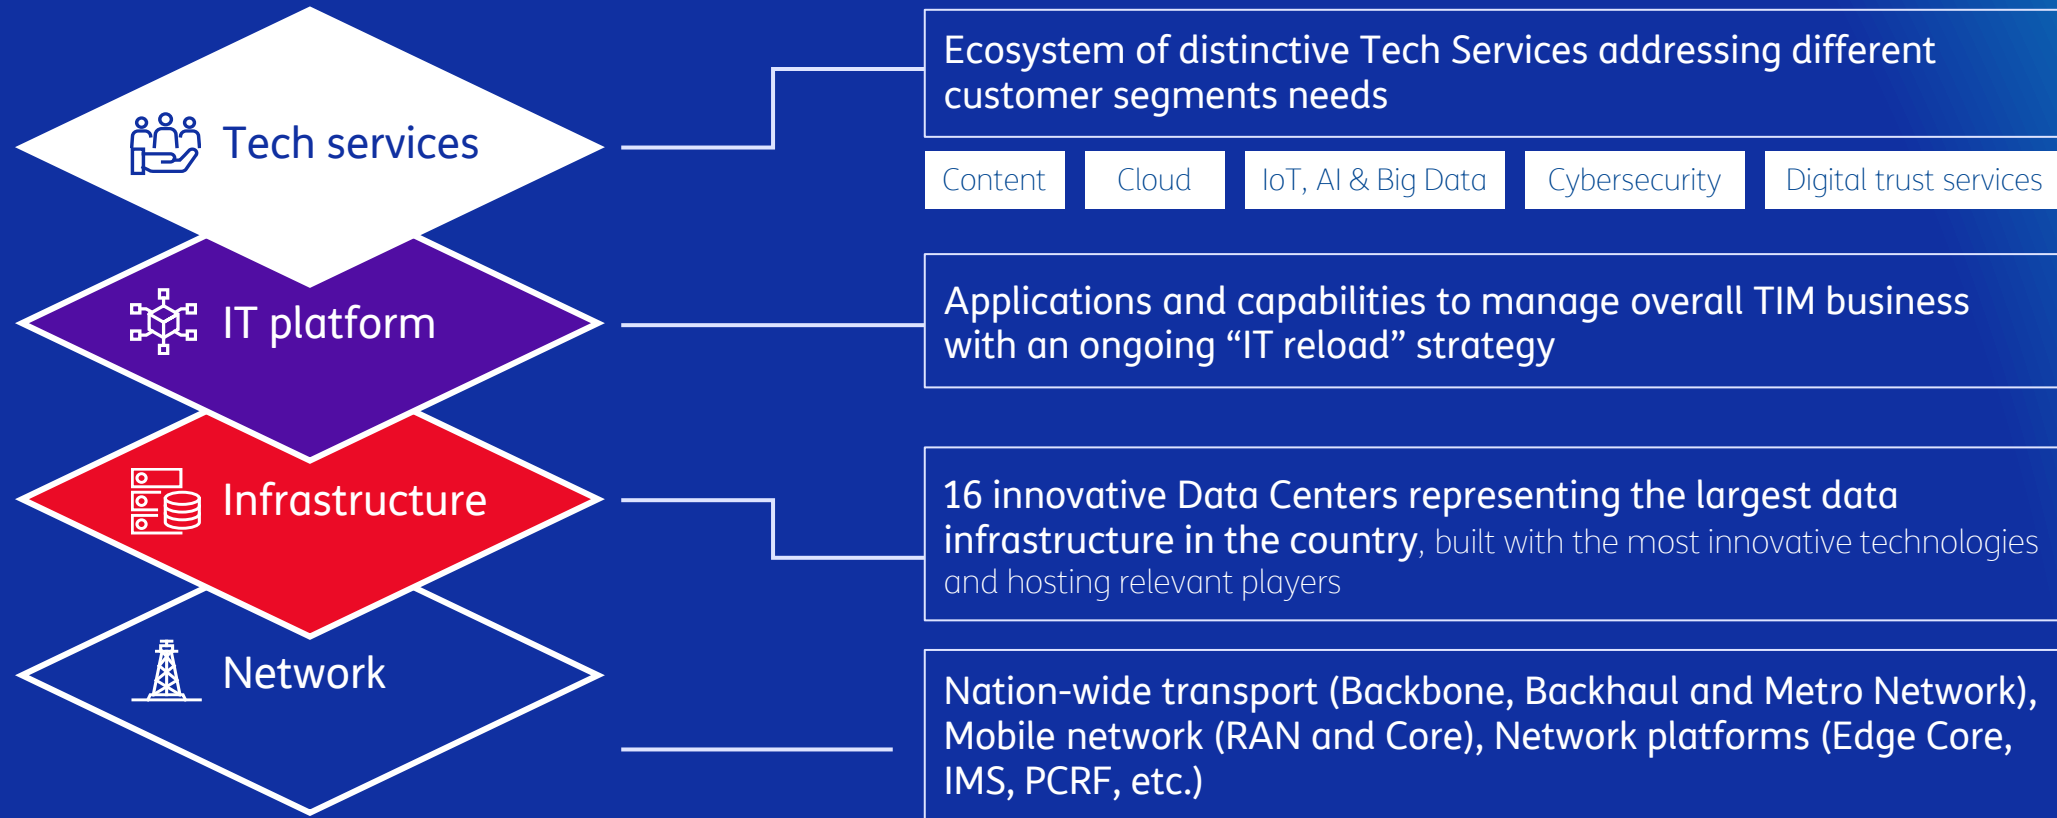 Tech services
Ecosystem of distinctive Tech Services addressing different
customer segments needs
Content
Cloud
IoT, AI & Big Data
Cybersecurity
Digital trust services
IT platform
Applications and capabilities to manage overall TIM business
with an ongoing “IT reload” strategy
Infrastructure
16 innovative Data Centers representing the largest data
infrastructure in the country, built with the most innovative technologies
and hosting relevant players
Network
Nation-wide transport (Backbone, Backhaul and Metro Network),
Mobile network (RAN and Core), Network platforms (Edge Core,
IMS, PCRF, etc.)